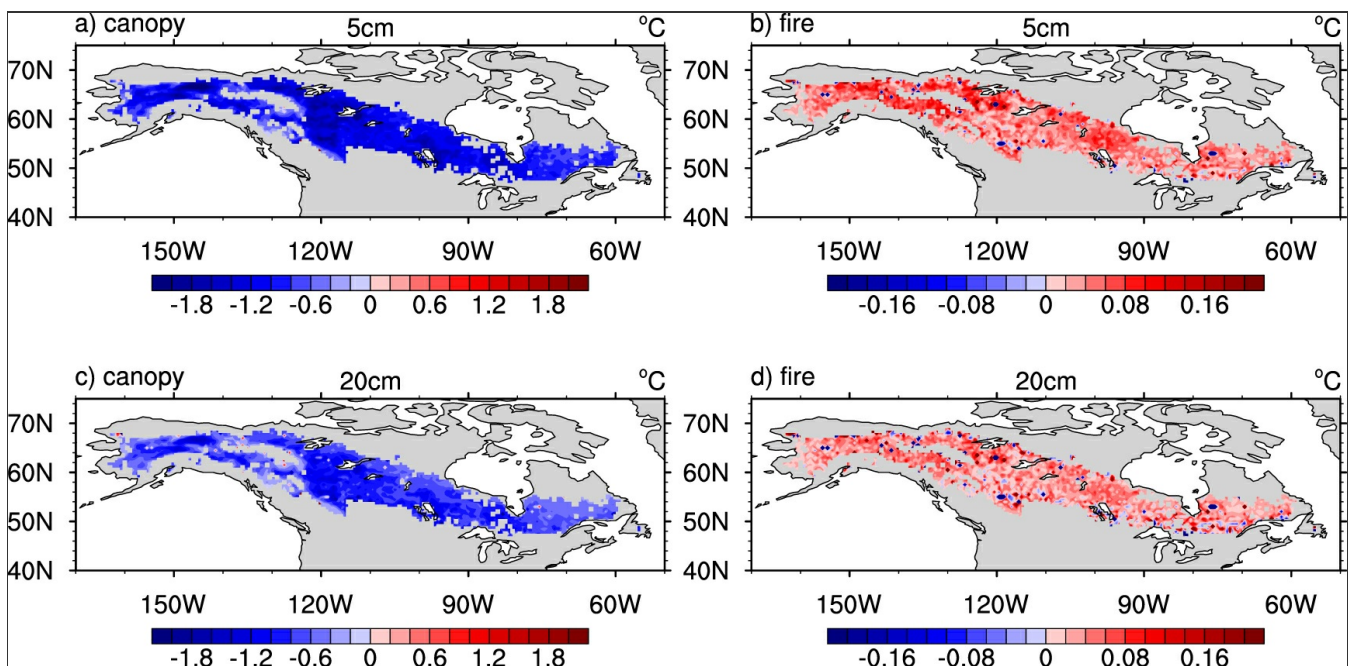 a) canopy 5cm ºC
70N
60N
50N
40N
150W 120W 90W 60W
-1.8 -1.2 -0.6 0 0.6 1.2 1.8
b) fire 5cm ºC
70N
60N
50N
40N
150W 120W 90W 60W
-0.16 -0.08 0 0.08 0.16
c) canopy 20cm ºC
70N
60N
50N
40N
150W 120W 90W 60W
-1.8 -1.2 -0.6 0 0.6 1.2 1.8
d) fire 20cm ºC
70N
60N
50N
40N
150W 120W 90W 60W
-0.16 -0.08 0 0.08 0.16